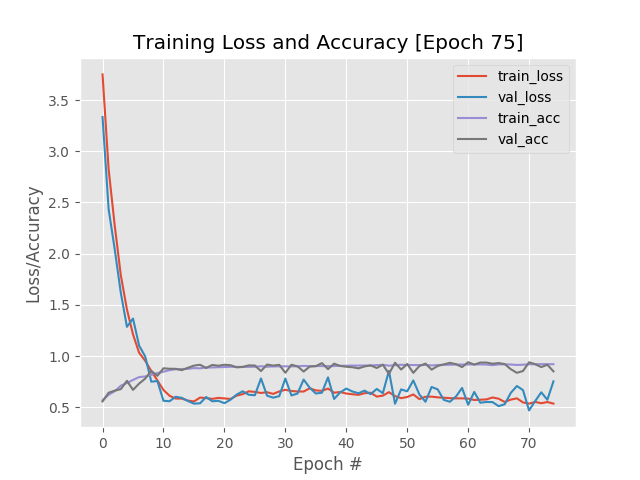 Training Loss and Accuracy [Epoch 75]
train_loss
val_loss
train_acc
val_acc
Loss/Accuracy
3.5
3.0
2.5
2.0
1.5
1.0
0.5
0 10 20 30 40 50 60 70
Epoch #